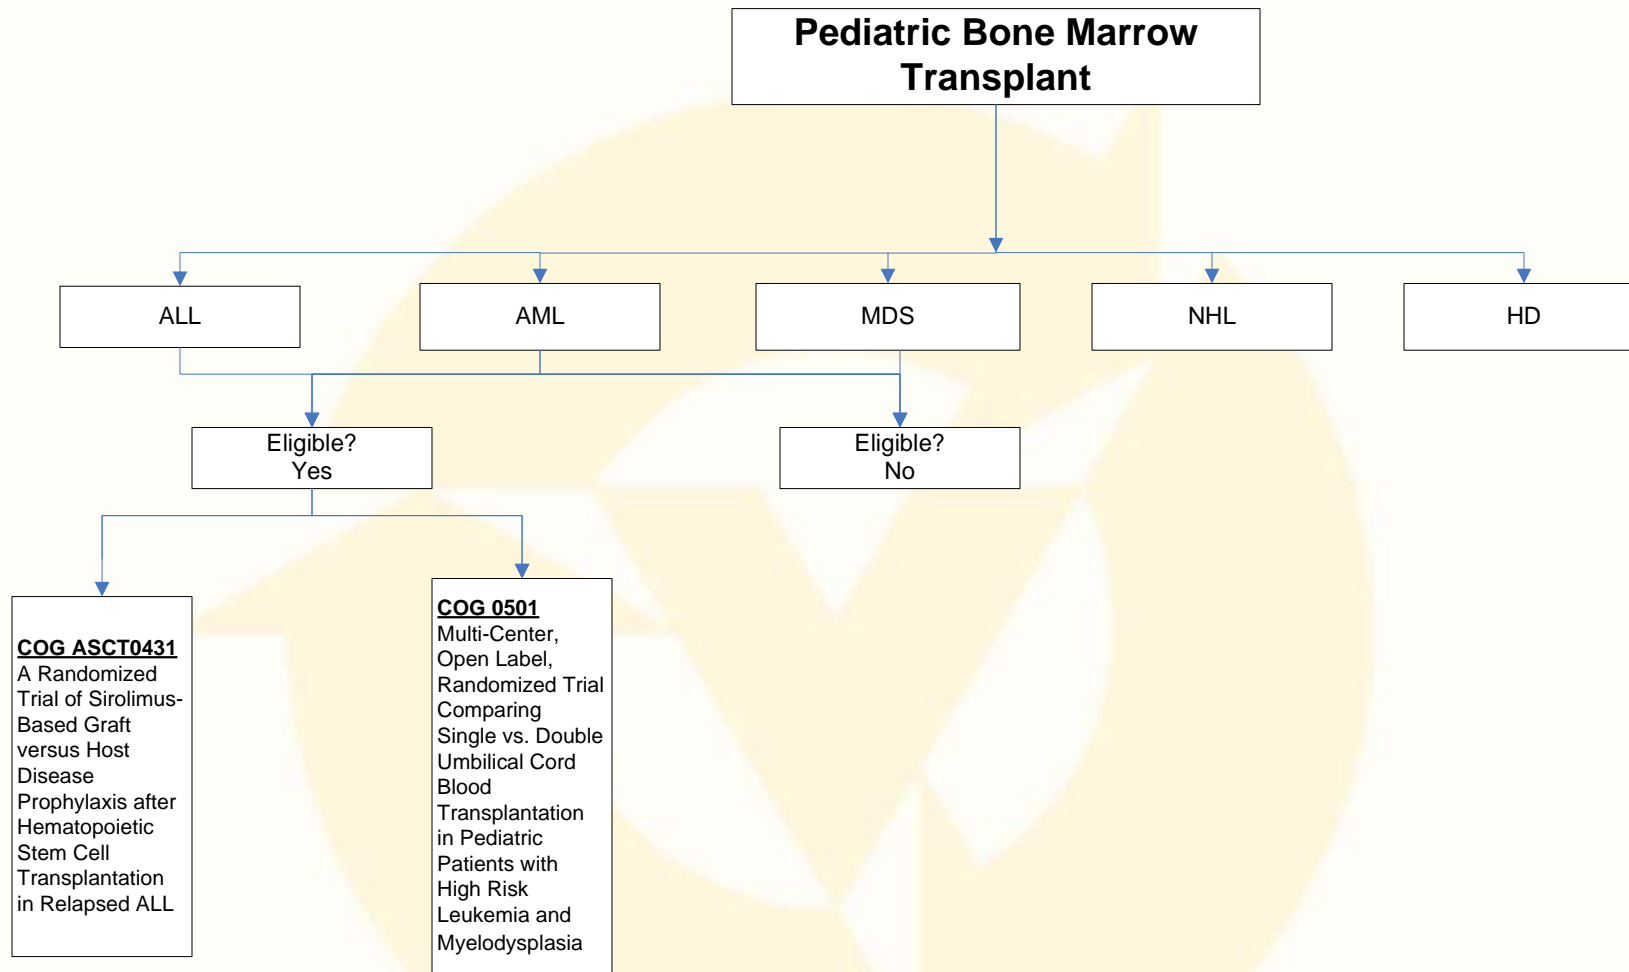 Pediatric Bone Marrow
Transplant
ALL
AML
MDS
NHL
HD
Eligible?
Yes
Eligible?
No
COG ASCT0431
A Randomized
Trial of Sirolimus-
Based Graft
versus Host
Disease
Prophylaxis after
Hematopoietic
Stem Cell
Transplantation
in Relapsed ALL
COG 0501
Multi-Center,
Open Label,
Randomized Trial
Comparing
Single vs. Double
Umbilical Cord
Blood
Transplantation
in Pediatric
Patients with
High Risk
Leukemia and
Myelodysplasia